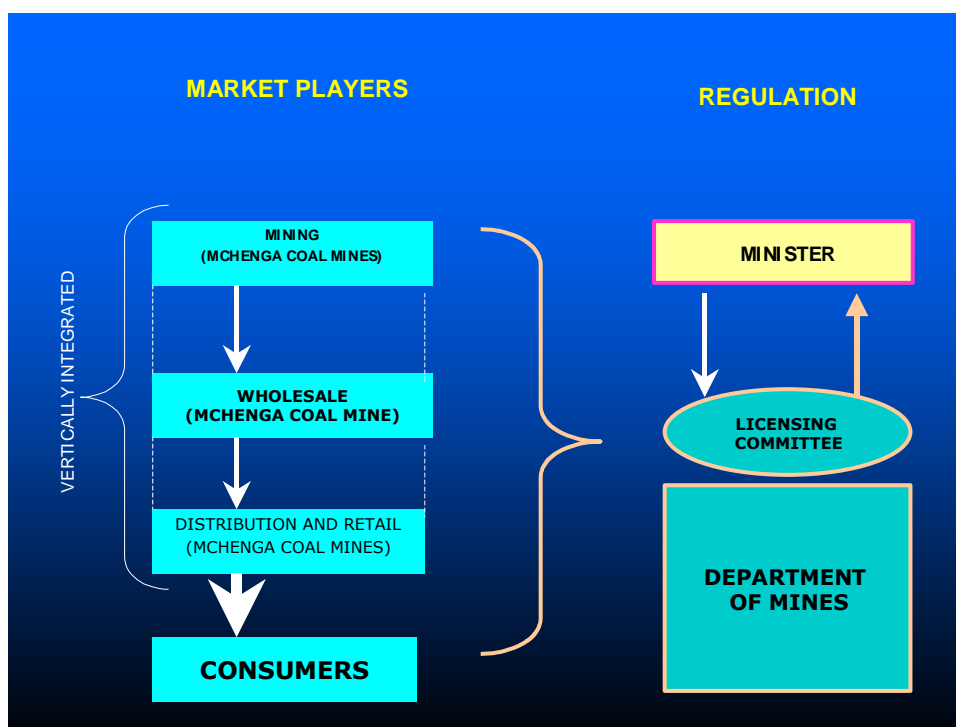 MARKET PLAYERS
REGULATION
VERTICALLY INTEGRATED
MINING
(MCHENGA COAL MINES)
WHOLESALE
(MCHENGA COAL MINE)
DISTRIBUTION AND RETAIL
(MCHENGA COAL MINES)
CONSUMERS
MINISTER
LICENSING
COMMITTEE
DEPARTMENT
OF MINES